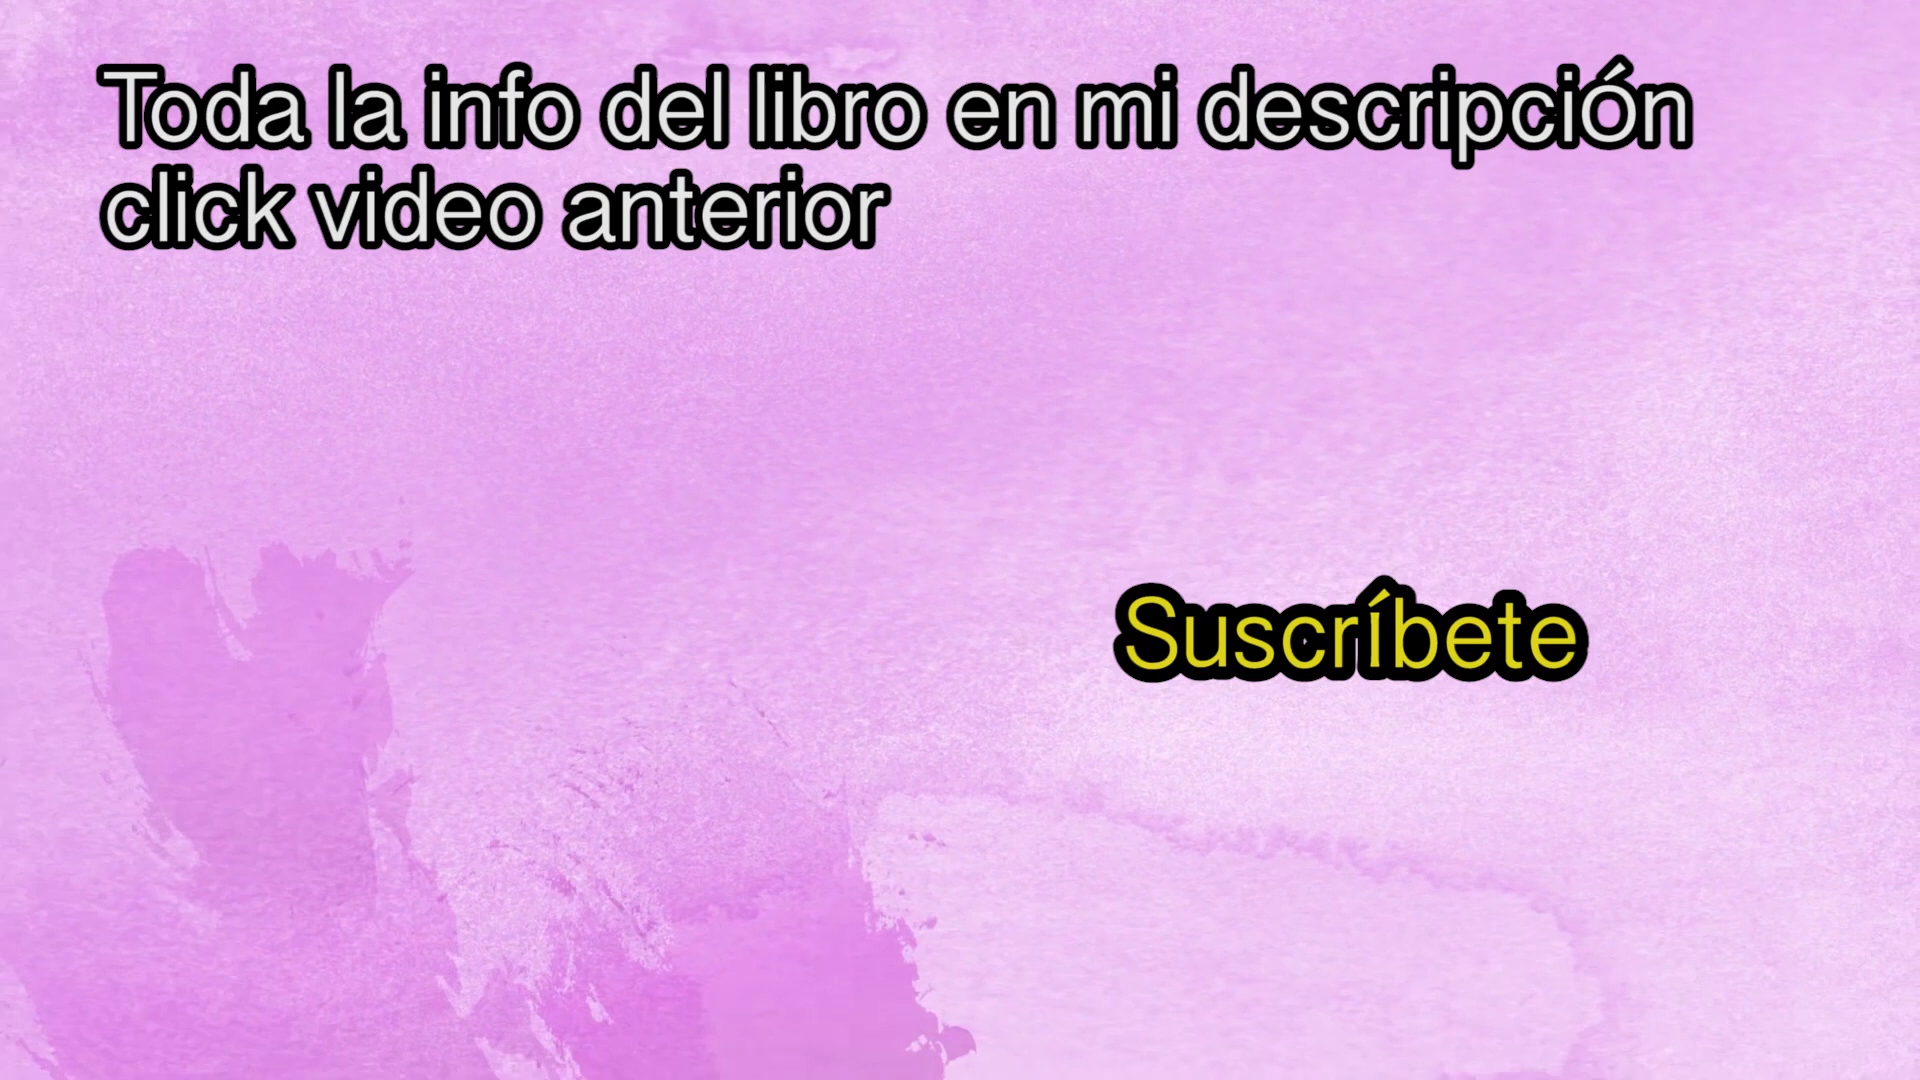 Toda la info del libro en mi descripción
click video anterior
Suscríbete